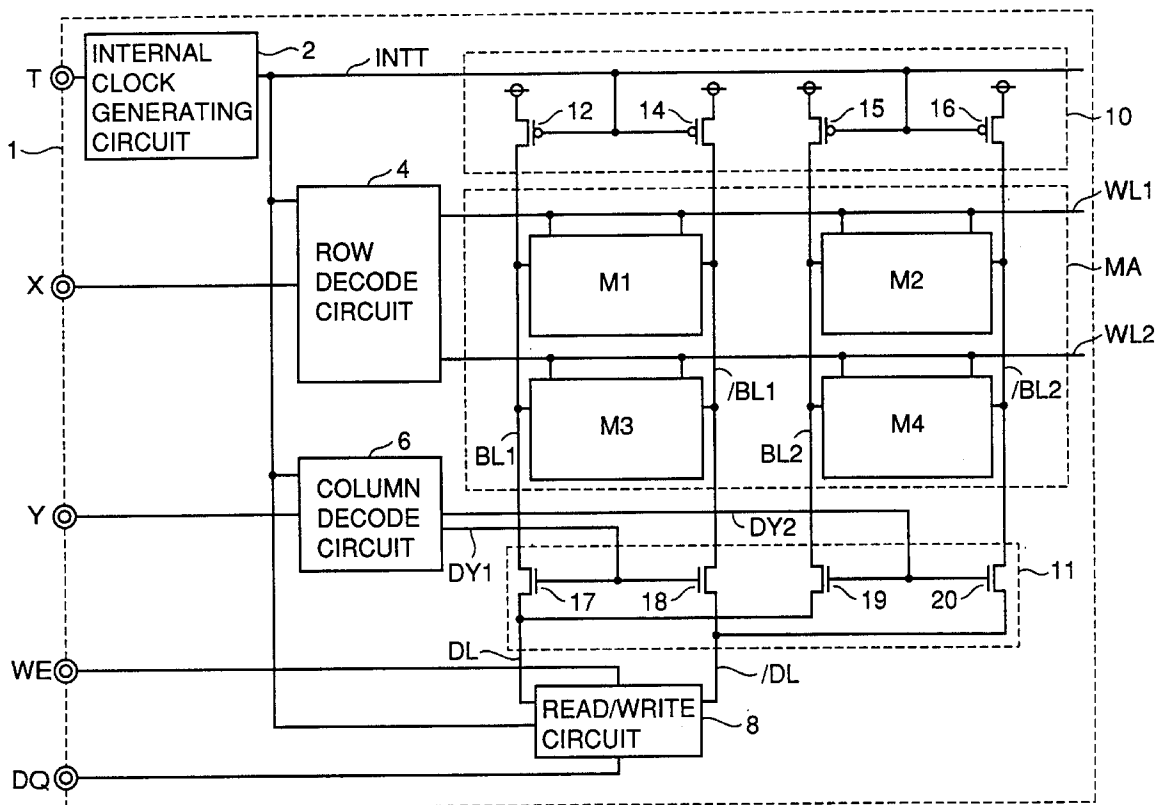 INTERNAL
CLOCK
GENERATING
CIRCUIT
2
INTT
T
1
12
14
15
16
10
4
ROW
DECODE
CIRCUIT
X
WL1
M1
M2
MA
WL2
M3
M4
/BL1
/BL2
BL1
BL2
6
COLUMN
DECODE
CIRCUIT
Y
DY2
DY1
11
17
18
19
20
DL
/DL
WE
READ/WRITE
CIRCUIT
8
DQ